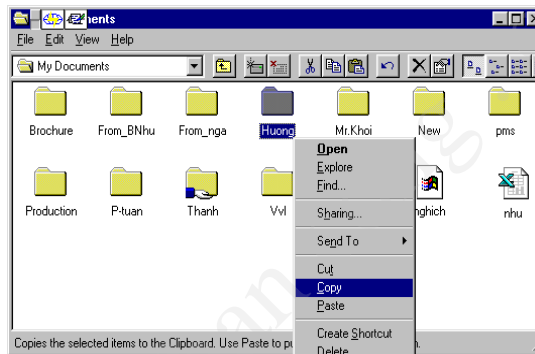 ments
File Edit View Help
My Documents
Brochure From_BNhu From_nga Huong Mr.Khoi New pms
Open
Explore
Find...
Production P-tuan Thanh Vvl nghich nhu
Sharing...
Send To
Cut
Copy
Paste
Create Shortcut
Delete
Copies the selected items to the Clipboard. Use Paste to pu n.